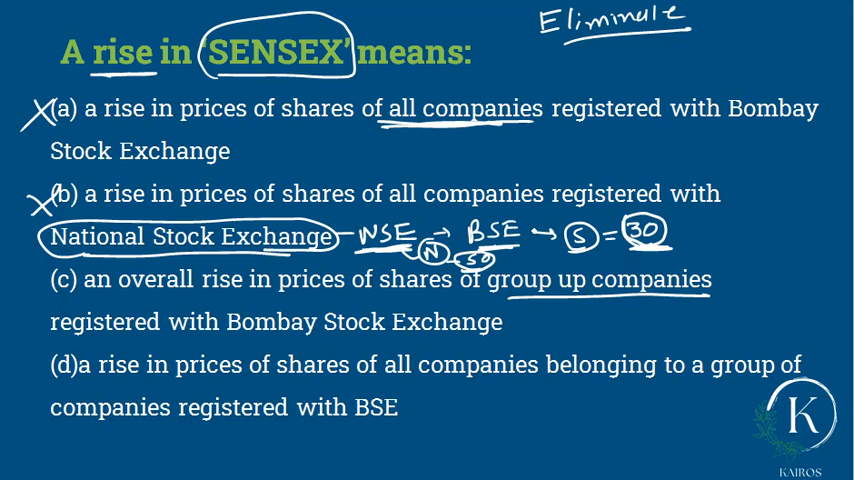 Eliminate
A rise in ‘SENSEX’ means:
X (a) a rise in prices of shares of all companies registered with Bombay
Stock Exchange
X (b) a rise in prices of shares of all companies registered with
National Stock Exchange – NSE → BSE → S = 30
N – 50
(c) an overall rise in prices of shares of group up companies
registered with Bombay Stock Exchange
(d)a rise in prices of shares of all companies belonging to a group of
companies registered with BSE
K
KAIROS